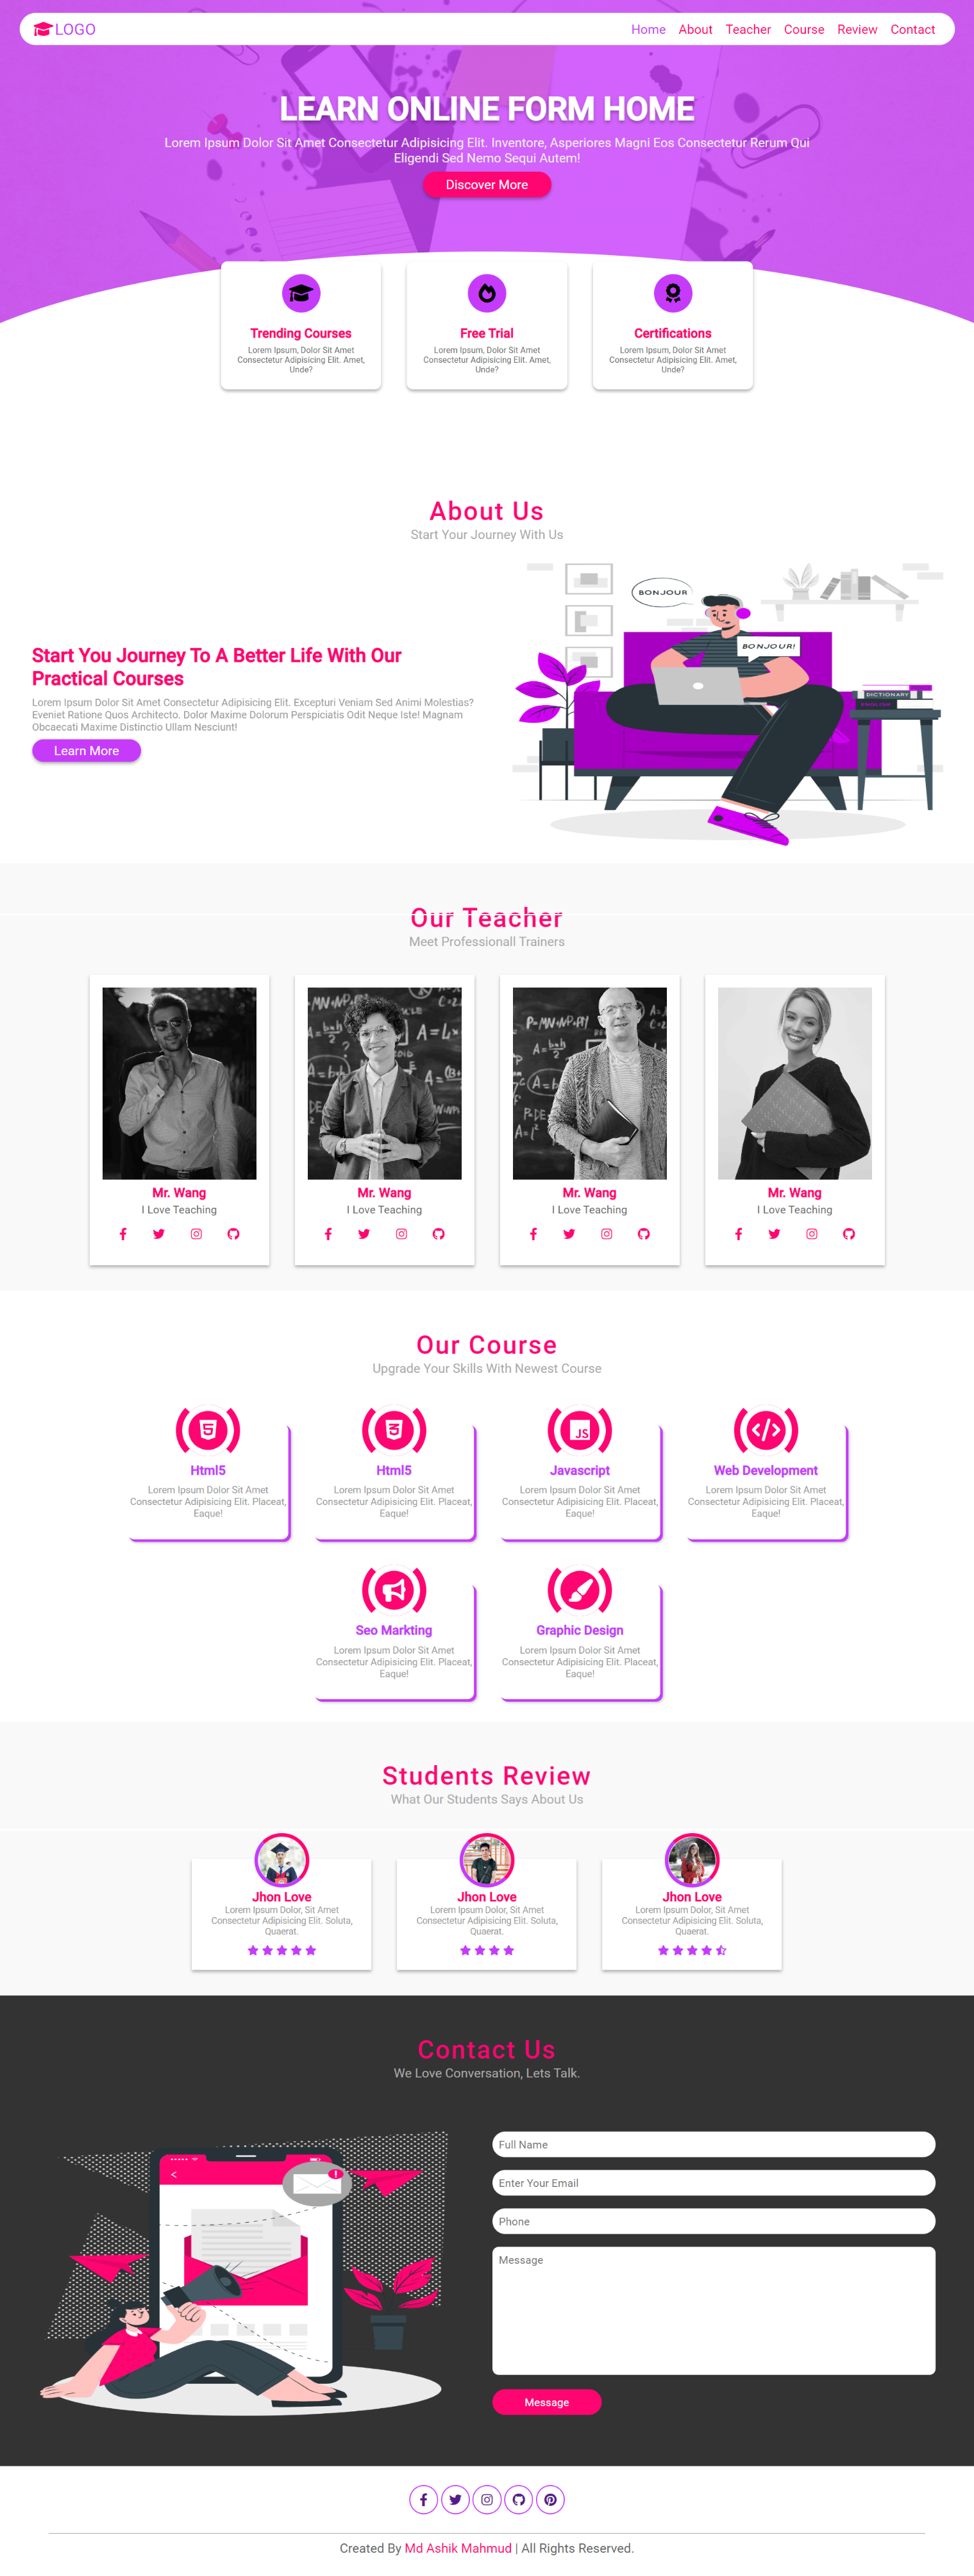 LOGO
Home About Teacher Course Review Contact
LEARN ONLINE FORM HOME
Lorem Ipsum Dolor Sit Amet Consectetur Adipisicing Elit. Inventore, Asperiores Magni Eos Consectetur Rerum Qui
Eligendi Sed Nemo Sequi Autem!
Discover More
Trending Courses
Lorem Ipsum, Dolor Sit Amet
Consectetur Adipisicing Elit. Amet,
Unde?
Free Trial
Lorem Ipsum, Dolor Sit Amet
Consectetur Adipisicing Elit. Amet,
Unde?
Certifications
Lorem Ipsum, Dolor Sit Amet
Consectetur Adipisicing Elit. Amet,
Unde?
About Us
Start Your Journey With Us
Start You Journey To A Better Life With Our
Practical Courses
Lorem Ipsum Dolor Sit Amet Consectetur Adipisicing Elit. Excepturi Veniam Sed Animi Molestias?
Eveniet Ratione Quos Architecto. Dolor Maxime Dolorum Perspiciatis Odit Neque Iste! Magnam
Obcaecati Maxime Distinctio Ullam Nesciunt!
Learn More
BONJOUR
BONJOUR!
DICTIONARY
Our Teacher
Meet Professionall Trainers
Mr. Wang
I Love Teaching
Mr. Wang
I Love Teaching
Mr. Wang
I Love Teaching
Mr. Wang
I Love Teaching
Our Course
Upgrade Your Skills With Newest Course
5
Html5
Lorem Ipsum Dolor Sit Amet
Consectetur Adipisicing Elit. Placeat,
Eaque!
3
Html5
Lorem Ipsum Dolor Sit Amet
Consectetur Adipisicing Elit. Placeat,
Eaque!
JS
Javascript
Lorem Ipsum Dolor Sit Amet
Consectetur Adipisicing Elit. Placeat,
Eaque!
</>
Web Development
Lorem Ipsum Dolor Sit Amet
Consectetur Adipisicing Elit. Placeat,
Eaque!
Seo Markting
Lorem Ipsum Dolor Sit Amet
Consectetur Adipisicing Elit. Placeat,
Eaque!
Graphic Design
Lorem Ipsum Dolor Sit Amet
Consectetur Adipisicing Elit. Placeat,
Eaque!
Students Review
What Our Students Says About Us
Jhon Love
Lorem Ipsum Dolor, Sit Amet
Consectetur Adipisicing Elit. Soluta,
Quaerat.
Jhon Love
Lorem Ipsum Dolor, Sit Amet
Consectetur Adipisicing Elit. Soluta,
Quaerat.
Jhon Love
Lorem Ipsum Dolor, Sit Amet
Consectetur Adipisicing Elit. Soluta,
Quaerat.
Contact Us
We Love Conversation, Lets Talk.
Full Name
Enter Your Email
Phone
Message
Message
Created By Md Ashik Mahmud | All Rights Reserved.